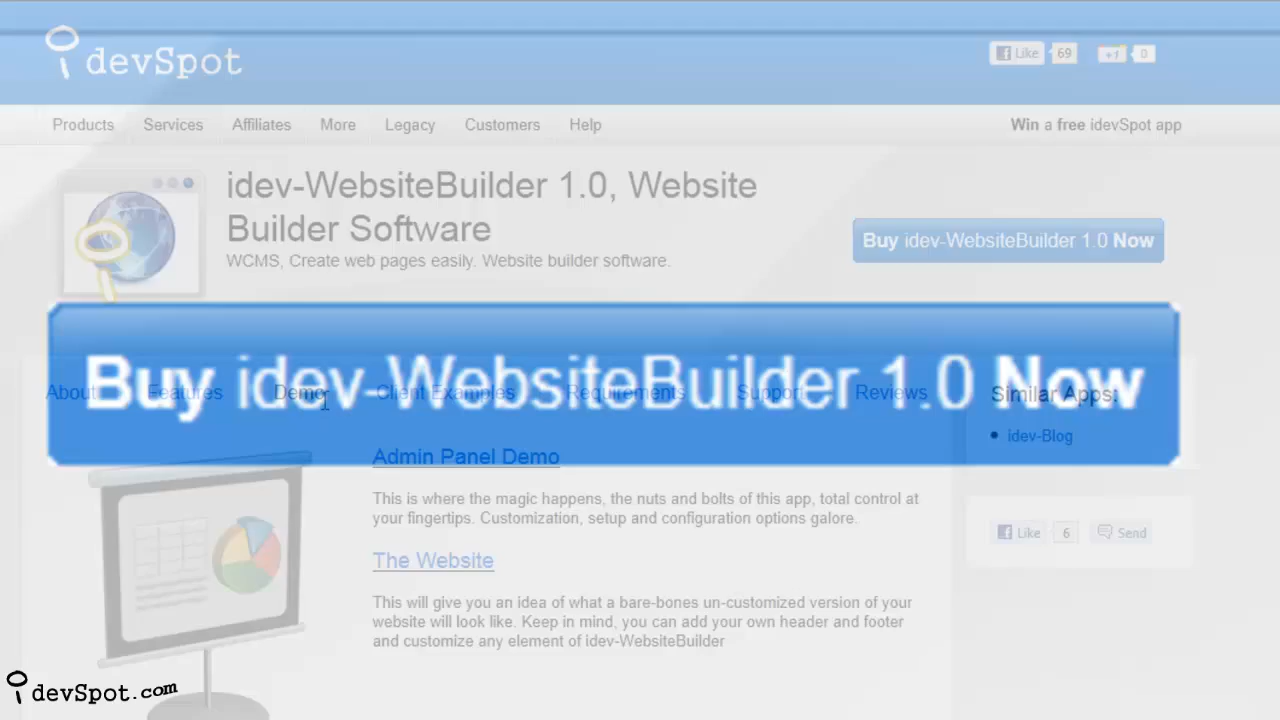 devSpot
Like 69 +1 0
Products Services Affiliates More Legacy Customers Help Win a free idevSpot app
idev-WebsiteBuilder 1.0, Website
Builder Software
WCMS, Create web pages easily. Website builder software.
Buy idev-WebsiteBuilder 1.0 Now
Buy idev-WebsiteBuilder 1.0 Now
About Features Demo Client Examples Requirements Support Reviews
Similar Apps:
idev-Blog
Admin Panel Demo
This is where the magic happens, the nuts and bolts of this app, total control at
your fingertips. Customization, setup and configuration options galore.
Like 6 Send
The Website
This will give you an idea of what a bare-bones un-customized version of your
website will look like. Keep in mind, you can add your own header and footer
and customize any element of idev-WebsiteBuilder
devSpot.com